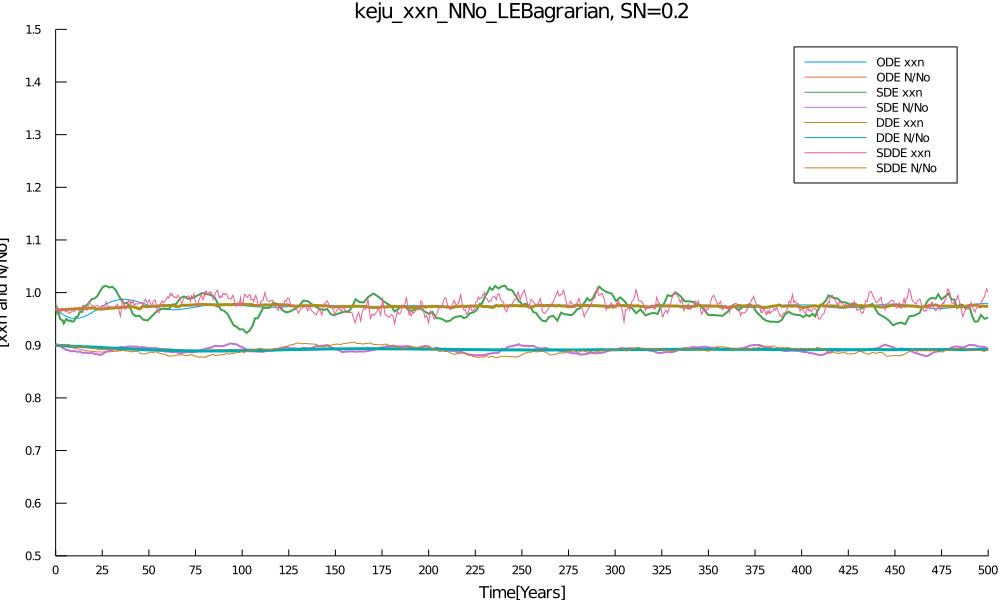 keju_xxn_NNo_LEBagrarian, SN=0.2
1.5
1.4
1.3
1.2
1.1
1.0
0.9
0.8
0.7
0.6
0.5
[xxn and N/No]
ODE xxn
ODE N/No
SDE xxn
SDE N/No
DDE xxn
DDE N/No
SDDE xxn
SDDE N/No
0 25 50 75 100 125 150 175 200 225 250 275 300 325 350 375 400 425 450 475 500
Time[Years]